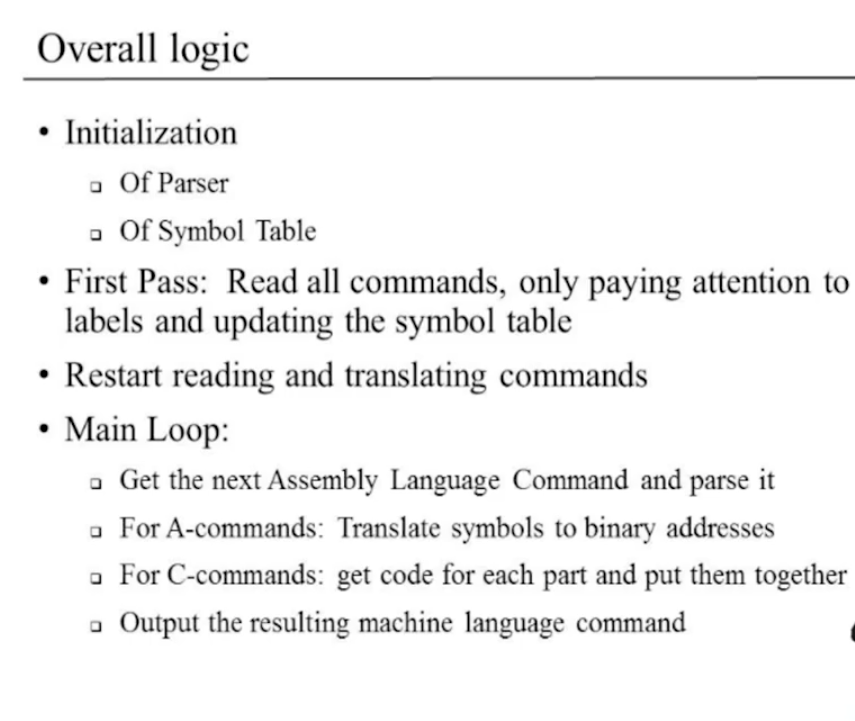 Overall logic
• Initialization
❑ Of Parser
❑ Of Symbol Table
• First Pass: Read all commands, only paying attention to
labels and updating the symbol table
• Restart reading and translating commands
• Main Loop:
❑ Get the next Assembly Language Command and parse it
❑ For A-commands: Translate symbols to binary addresses
❑ For C-commands: get code for each part and put them together
❑ Output the resulting machine language command